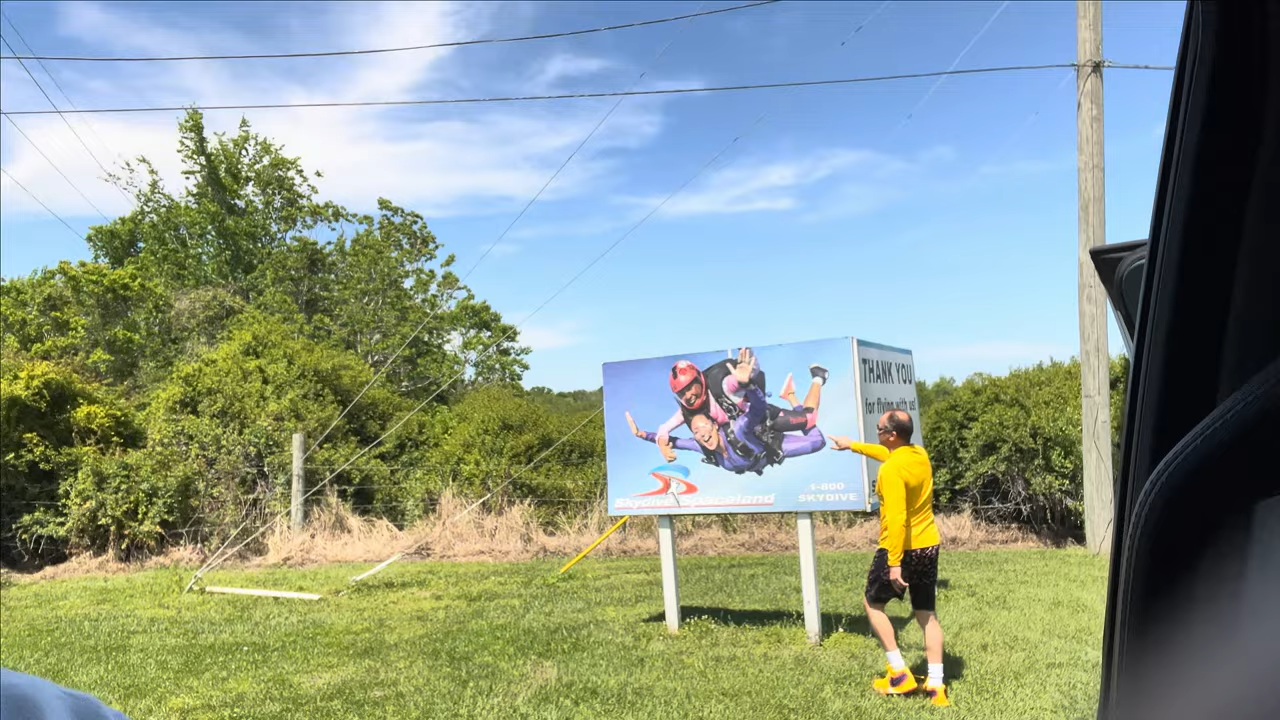 Skydive Spaceland
1-800
SKYDIVE
THANK YOU
for flying with us!